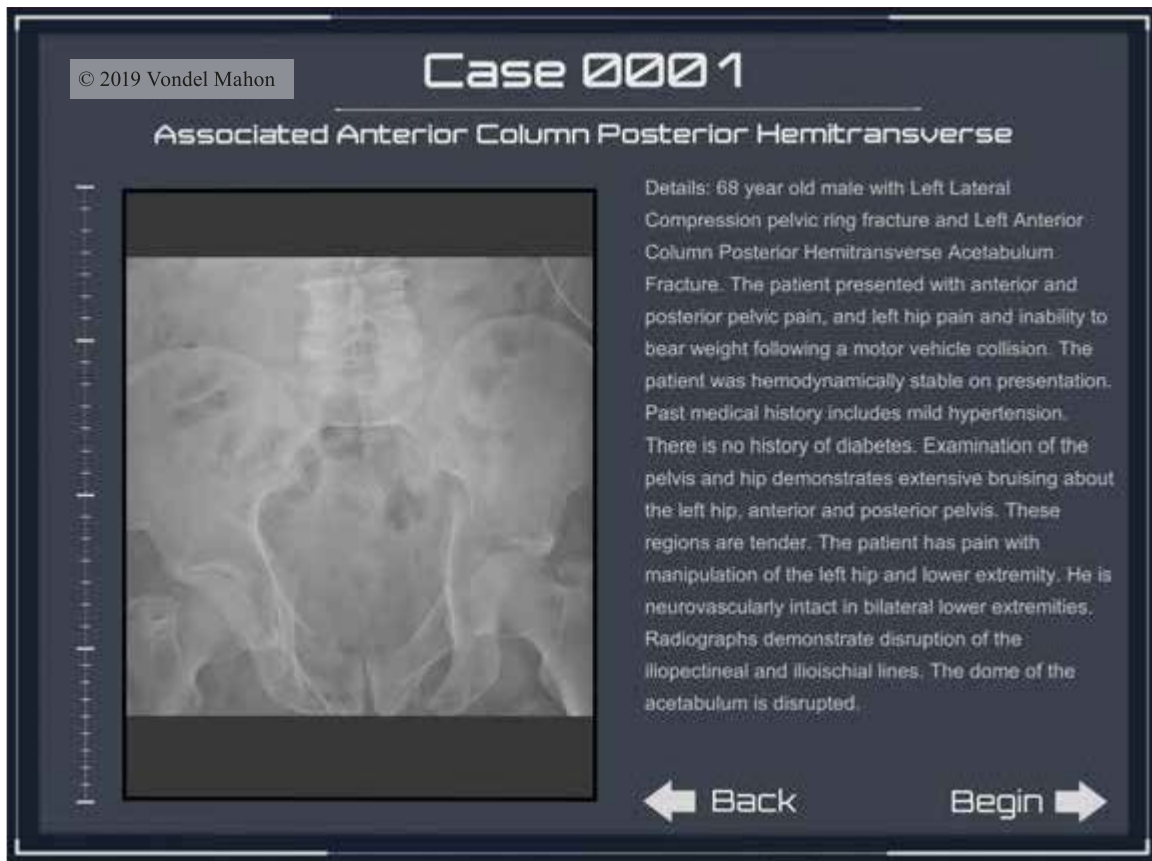 © 2019 Vondel Mahon
Case 0001
Associated Anterior Column Posterior Hemitransverse
Details: 68 year old male with Left Lateral
Compression pelvic ring fracture and Left Anterior
Column Posterior Hemitransverse Acetabulum
Fracture. The patient presented with anterior and
posterior pelvic pain, and left hip pain and inability to
bear weight following a motor vehicle collision. The
patient was hemodynamically stable on presentation.
Past medical history includes mild hypertension.
There is no history of diabetes. Examination of the
pelvis and hip demonstrates extensive bruising about
the left hip, anterior and posterior pelvis. These
regions are tender. The patient has pain with
manipulation of the left hip and lower extremity. He is
neurovascularly intact in bilateral lower extremities.
Radiographs demonstrate disruption of the
iliopectineal and illoischial lines. The dome of the
acetabulum is disrupted.
Back
Begin